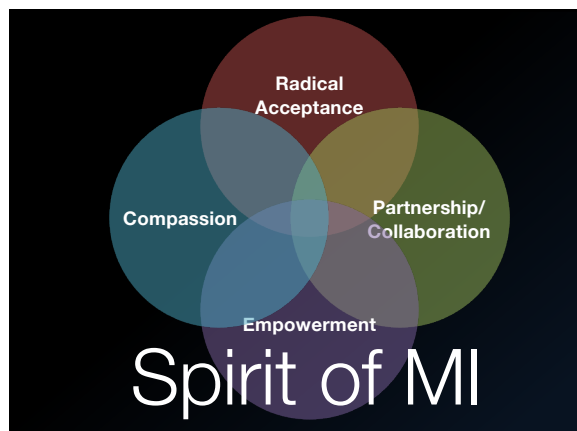 Radical
Acceptance
Compassion
Partnership/
Collaboration
Empowerment
Spirit of MI